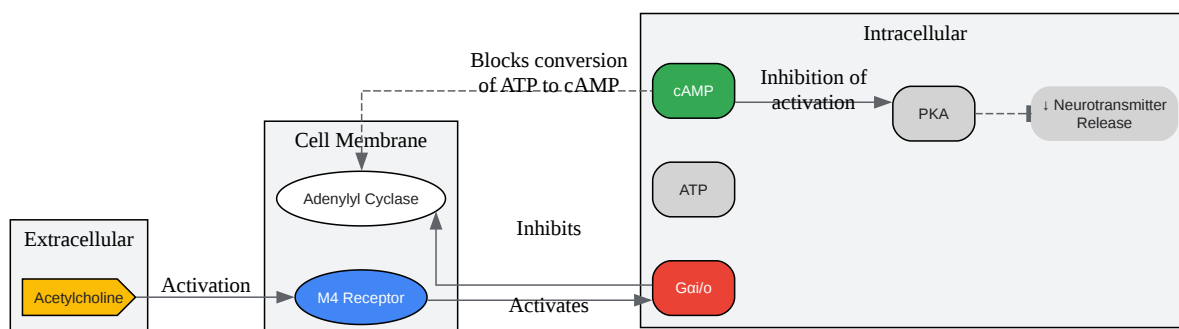 Intracellular
Blocks conversion
of ATP to cAMP
cAMP
Inhibition of
activation
PKA
↓ Neurotransmitter
Release
Cell Membrane
Adenylyl Cyclase
ATP
Extracellular
Inhibits
Acetylcholine
Activation
M4 Receptor
Activates
Gαi/o